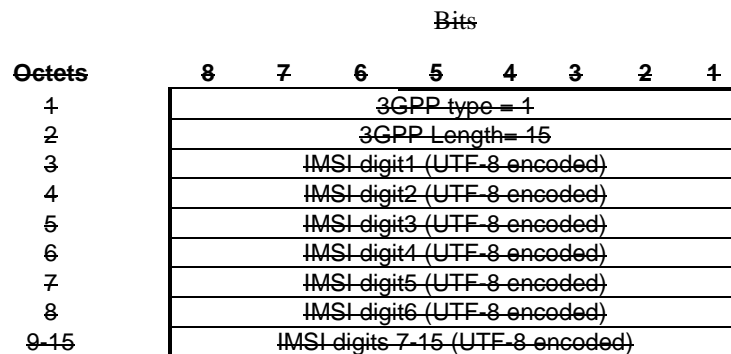 Bits
Octets 8 7 6 5 4 3 2 1
1 3GPP type = 1
2 3GPP Length= 15
3 IMSI digit1 (UTF-8 encoded)
4 IMSI digit2 (UTF-8 encoded)
5 IMSI digit3 (UTF-8 encoded)
6 IMSI digit4 (UTF-8 encoded)
7 IMSI digit5 (UTF-8 encoded)
8 IMSI digit6 (UTF-8 encoded)
9-15 IMSI digits 7-15 (UTF-8 encoded)